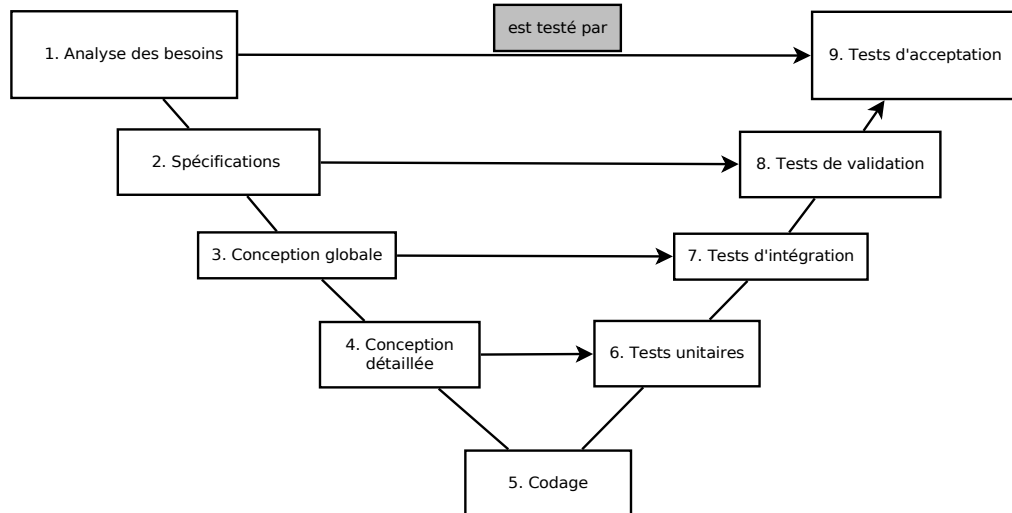 est testé par
1. Analyse des besoins
9. Tests d'acceptation
2. Spécifications
8. Tests de validation
3. Conception globale
7. Tests d'intégration
4. Conception
détaillée
6. Tests unitaires
5. Codage